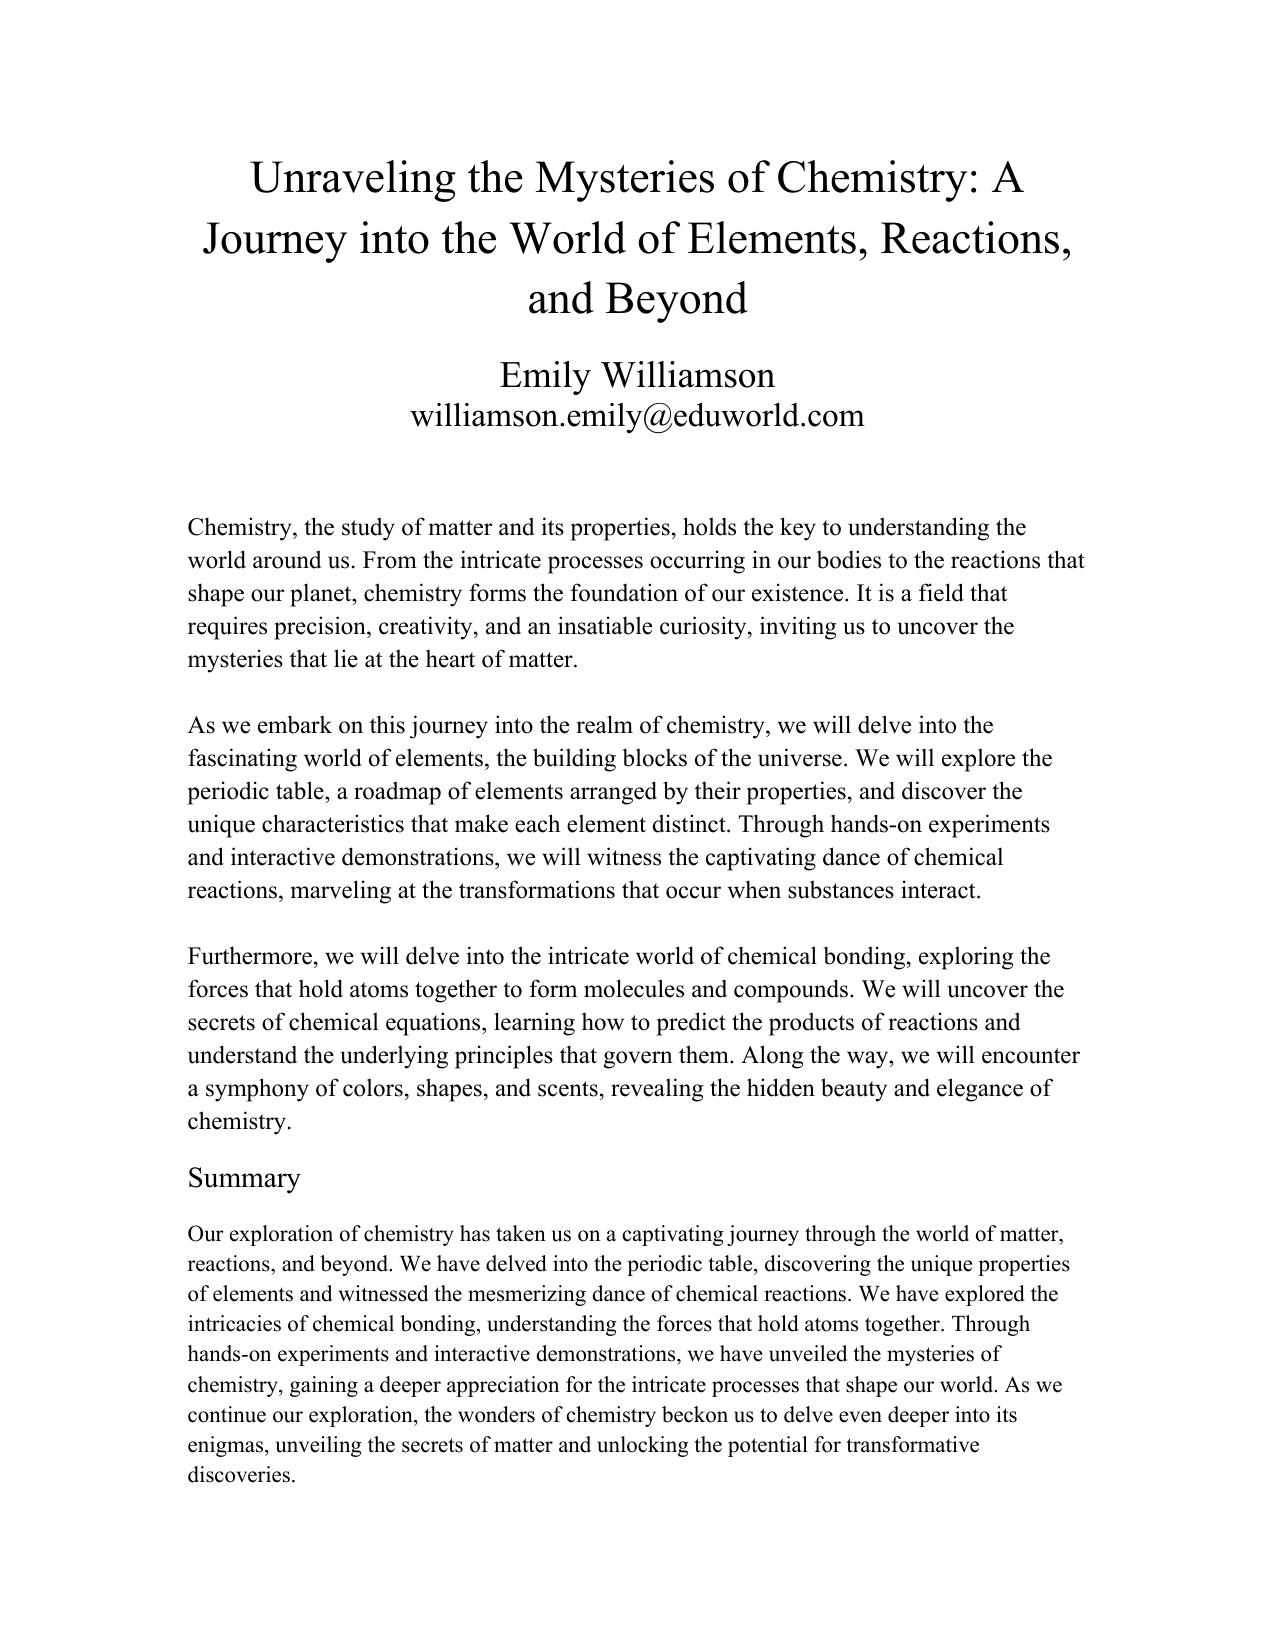 Unraveling the Mysteries of Chemistry: A
Journey into the World of Elements, Reactions,
and Beyond
Emily Williamson
williamson.emily@eduworld.com
Chemistry, the study of matter and its properties, holds the key to understanding the
world around us. From the intricate processes occurring in our bodies to the reactions that
shape our planet, chemistry forms the foundation of our existence. It is a field that
requires precision, creativity, and an insatiable curiosity, inviting us to uncover the
mysteries that lie at the heart of matter.
As we embark on this journey into the realm of chemistry, we will delve into the
fascinating world of elements, the building blocks of the universe. We will explore the
periodic table, a roadmap of elements arranged by their properties, and discover the
unique characteristics that make each element distinct. Through hands-on experiments
and interactive demonstrations, we will witness the captivating dance of chemical
reactions, marveling at the transformations that occur when substances interact.
Furthermore, we will delve into the intricate world of chemical bonding, exploring the
forces that hold atoms together to form molecules and compounds. We will uncover the
secrets of chemical equations, learning how to predict the products of reactions and
understand the underlying principles that govern them. Along the way, we will encounter
a symphony of colors, shapes, and scents, revealing the hidden beauty and elegance of
chemistry.
Summary
Our exploration of chemistry has taken us on a captivating journey through the world of matter,
reactions, and beyond. We have delved into the periodic table, discovering the unique properties
of elements and witnessed the mesmerizing dance of chemical reactions. We have explored the
intricacies of chemical bonding, understanding the forces that hold atoms together. Through
hands-on experiments and interactive demonstrations, we have unveiled the mysteries of
chemistry, gaining a deeper appreciation for the intricate processes that shape our world. As we
continue our exploration, the wonders of chemistry beckon us to delve even deeper into its
enigmas, unveiling the secrets of matter and unlocking the potential for transformative
discoveries.